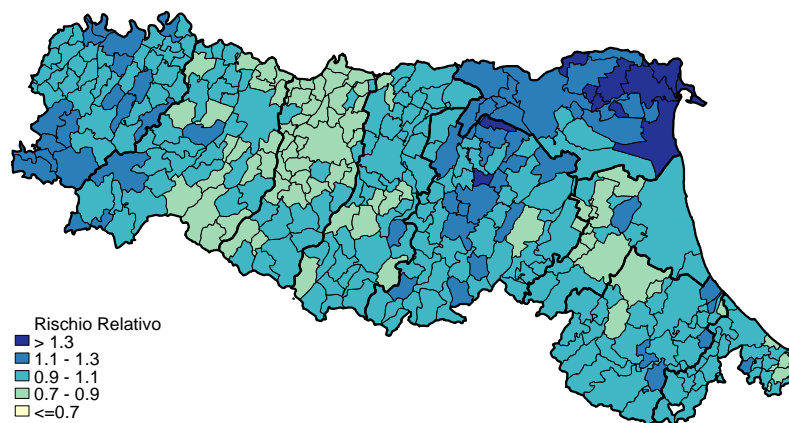 Rischio Relativo
> 1.3
1.1 - 1.3
0.9 - 1.1
0.7 - 0.9
<=0.7